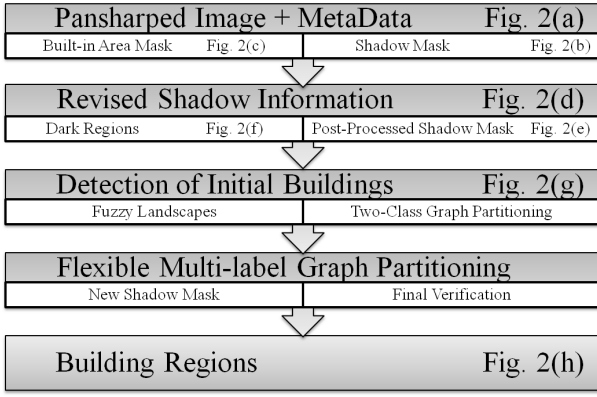 Pansharped Image + MetaData Fig. 2(a)
Built-in Area Mask Fig. 2(c) Shadow Mask Fig. 2(b)
Revised Shadow Information Fig. 2(d)
Dark Regions Fig. 2(f) Post-Processed Shadow Mask Fig. 2(e)
Detection of Initial Buildings Fig. 2(g)
Fuzzy Landscapes Two-Class Graph Partitioning
Flexible Multi-label Graph Partitioning
New Shadow Mask Final Verification
Building Regions Fig. 2(h)